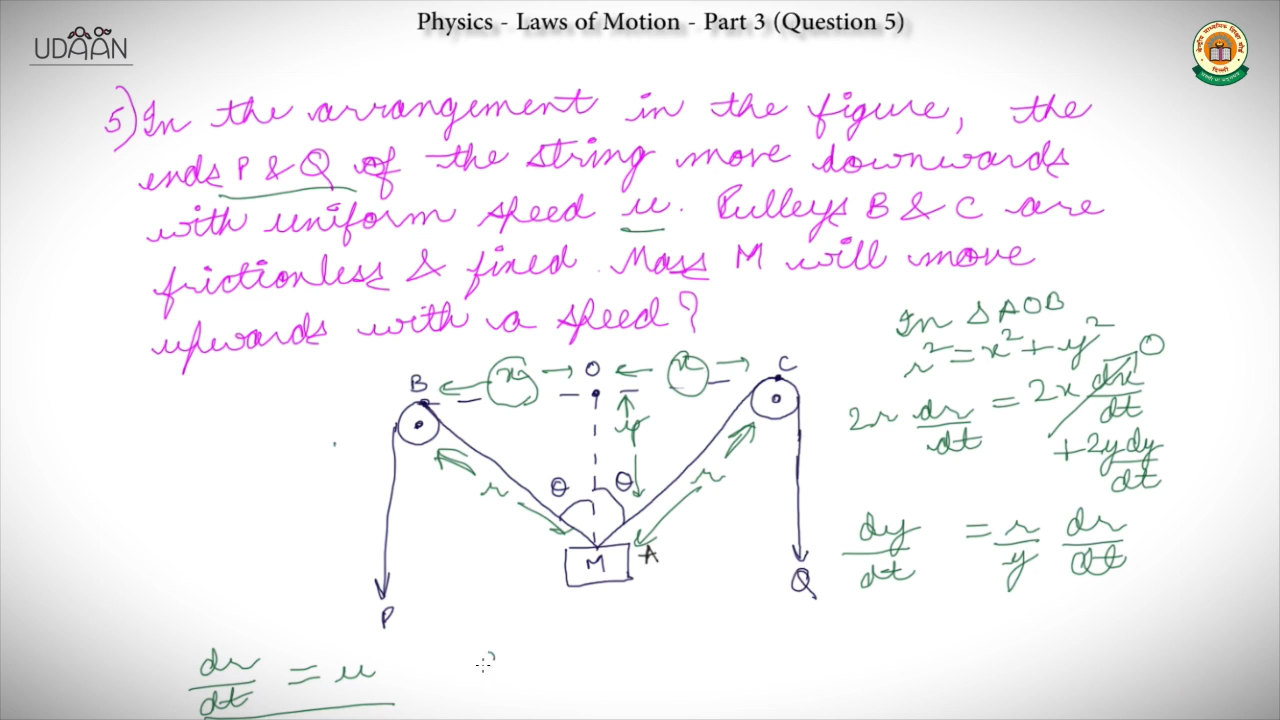 Physics - Laws of Motion - Part 3 (Question 5)
UDAAN
5) In the arrangement in the figure, the
ends P & Q of the string move downwards
with uniform speed u. Pulleys B & C are
frictionless & fixed. Mass M will move
upwards with a speed?
In △ AOB
r² = x² + y²
2r dr/dt = 2x dx/dt 0
+ 2y dy/dt
dy/dt = r/y dr/dt
B x O x C
y
θ θ
r r
M A
P Q
dr/dt = u